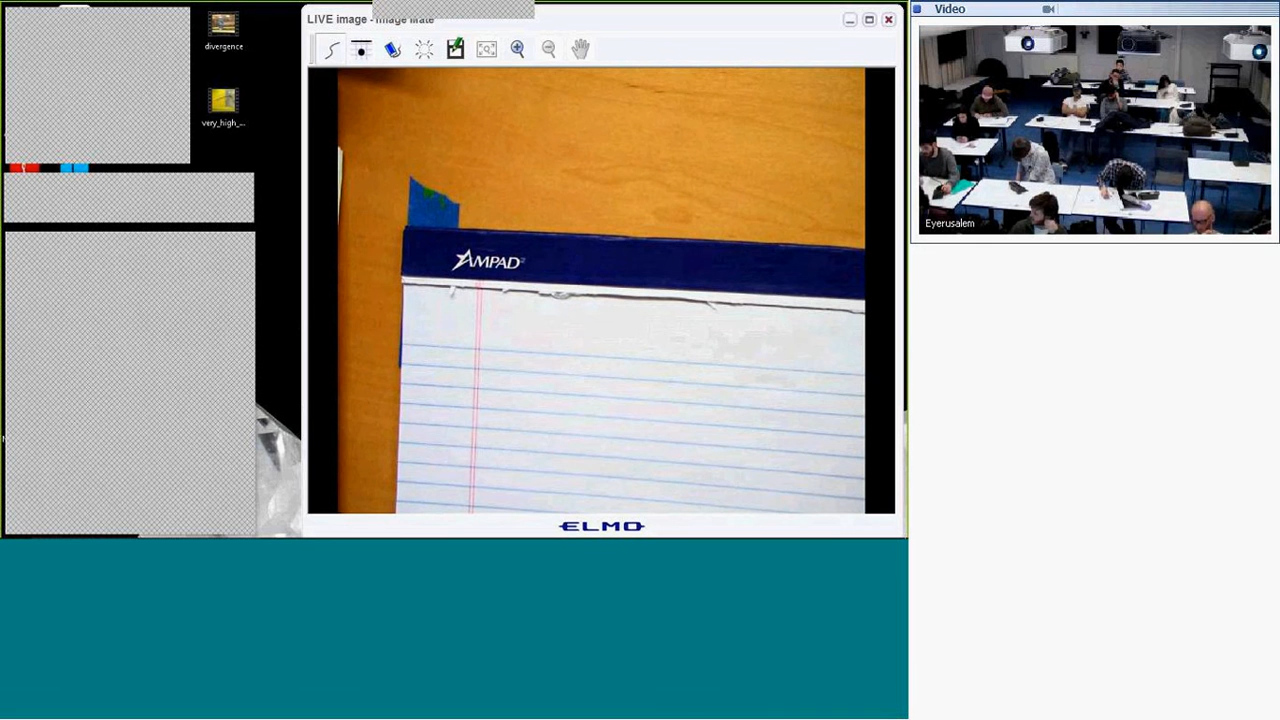 divergence
very_high_...
LIVE image - Image Mate
AMPAD
ELMO
Video
Eyerusalem